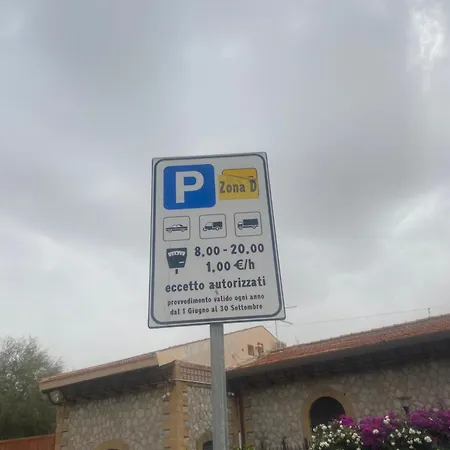 P Zona D
8.00 - 20.00
1.00 €/h
eccetto autorizzati
provvedimento valido ogni anno
dal 1 Giugno al 30 Settembre